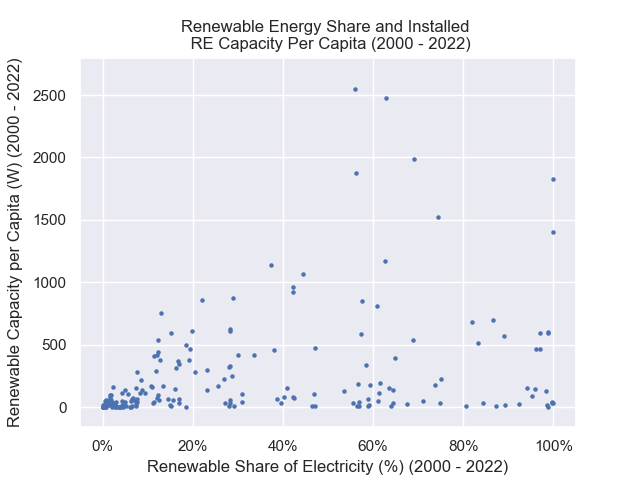 Renewable Energy Share and Installed
RE Capacity Per Capita (2000 - 2022)
Renewable Capacity per Capita (W) (2000 - 2022)
2500
2000
1500
1000
500
0
0% 20% 40% 60% 80% 100%
Renewable Share of Electricity (%) (2000 - 2022)